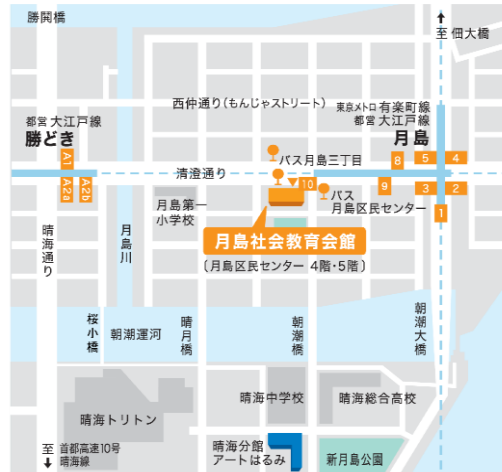 勝鬨橋
至 佃大橋
西仲通り(もんじゃストリート)
東京メトロ 有楽町線
都営 大江戸線
月島
都営 大江戸線
勝どき
A1
A2a
A2b
清澄通り
バス月島三丁目
8
5
4
10
9
3
2
1
バス
月島区民センター
月島第一
小学校
月島社会教育会館
〔月島区民センター 4階・5階〕
晴海通り
月島川
桜小橋
朝潮運河
晴月橋
朝潮橋
朝潮大橋
晴海トリトン
晴海中学校
晴海総合高校
至 首都高速10号
晴海線
晴海分館
アートはるみ
新月島公園